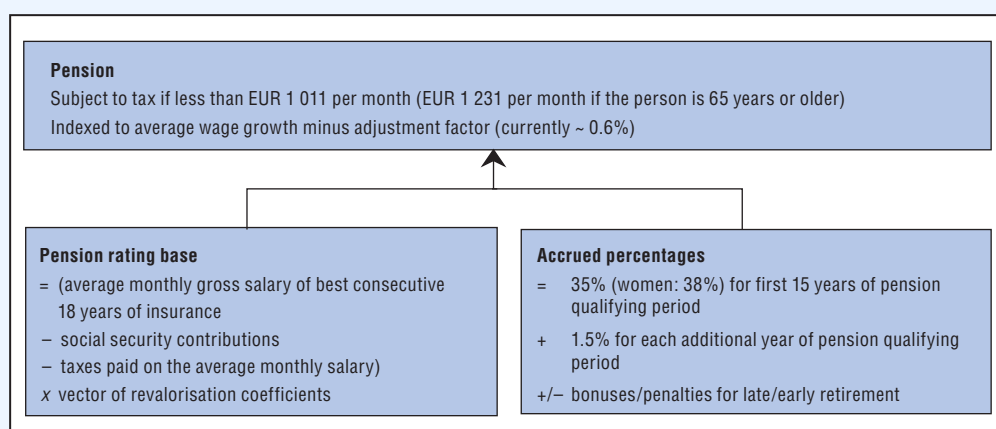 Pension
Subject to tax if less than EUR 1 011 per month (EUR 1 231 per month if the person is 65 years or older)
Indexed to average wage growth minus adjustment factor (currently ~ 0.6%)
Pension rating base
= (average monthly gross salary of best consecutive
18 years of insurance
– social security contributions
– taxes paid on the average monthly salary)
x vector of revalorisation coefficients
Accrued percentages
= 35% (women: 38%) for first 15 years of pension
qualifying period
+ 1.5% for each additional year of pension qualifying
period
+/– bonuses/penalties for late/early retirement